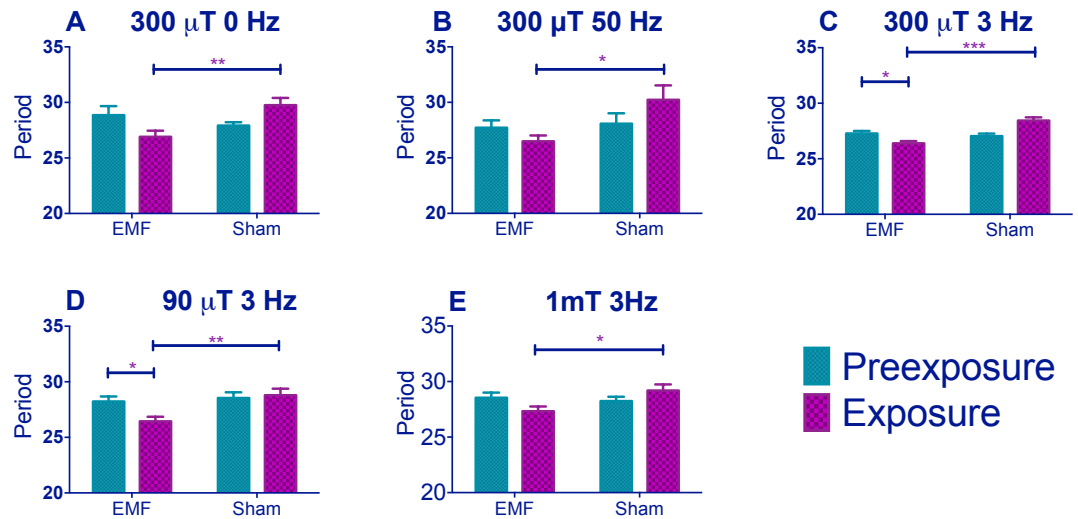 A 300 μT 0 Hz
35
30
25
20
Period
**
EMF Sham
B 300 μT 50 Hz
35
30
25
20
Period
*
EMF Sham
C 300 μT 3 Hz
35
30
25
20
Period
***
*
EMF Sham
D 90 μT 3 Hz
35
30
25
20
Period
**
*
EMF Sham
E 1mT 3Hz
35
30
25
20
Period
*
EMF Sham
Preexposure
Exposure